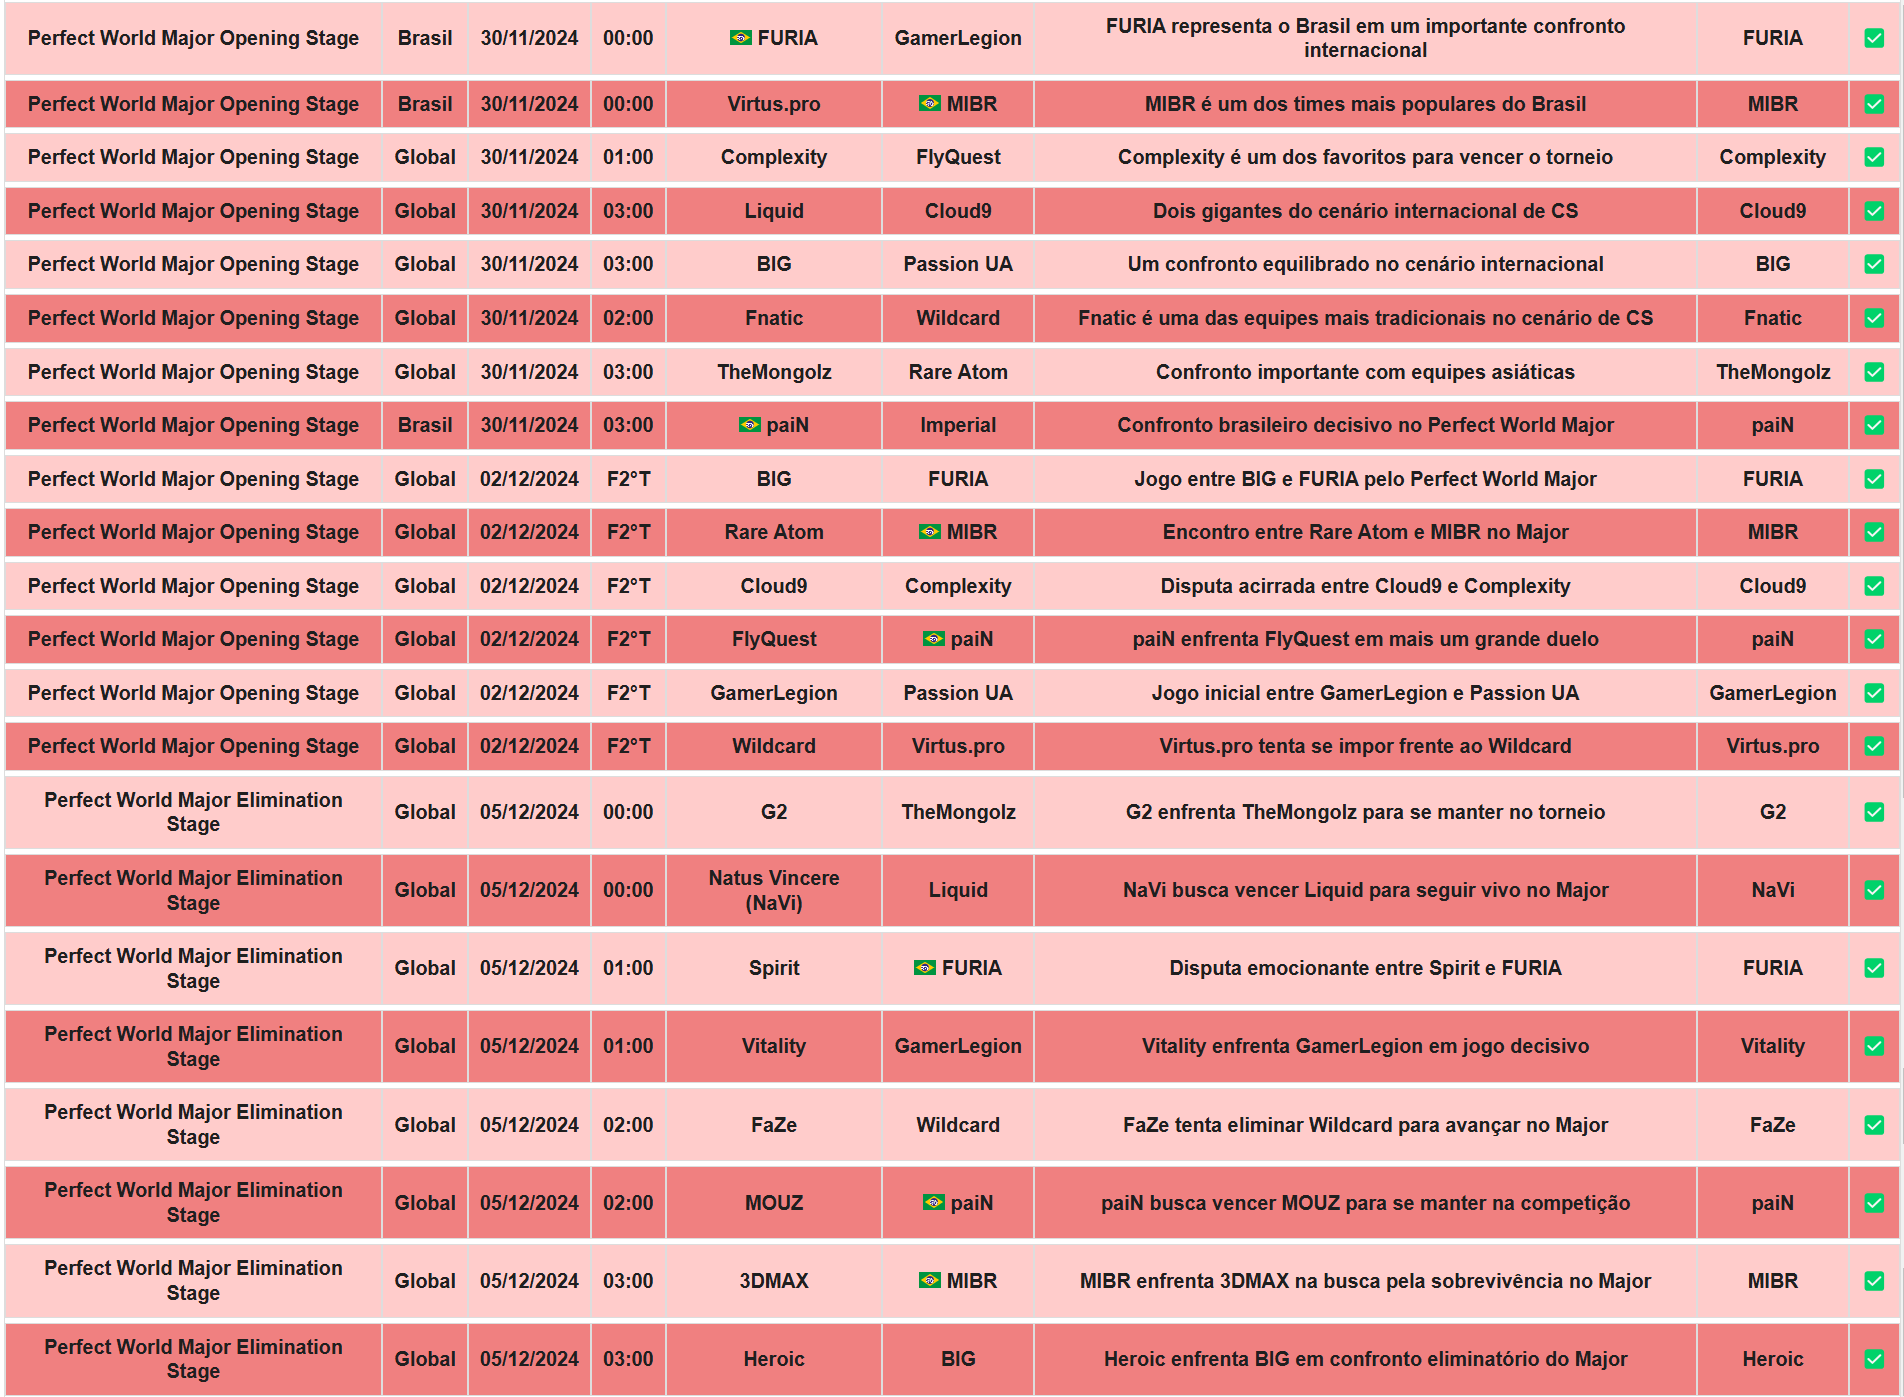 Perfect World Major Opening Stage Brasil 30/11/2024 00:00 FURIA GamerLegion FURIA representa o Brasil em um importante confronto internacional FURIA
Perfect World Major Opening Stage Brasil 30/11/2024 00:00 Virtus.pro MIBR MIBR é um dos times mais populares do Brasil MIBR
Perfect World Major Opening Stage Global 30/11/2024 01:00 Complexity FlyQuest Complexity é um dos favoritos para vencer o torneio Complexity
Perfect World Major Opening Stage Global 30/11/2024 03:00 Liquid Cloud9 Dois gigantes do cenário internacional de CS Cloud9
Perfect World Major Opening Stage Global 30/11/2024 03:00 BIG Passion UA Um confronto equilibrado no cenário internacional BIG
Perfect World Major Opening Stage Global 30/11/2024 02:00 Fnatic Wildcard Fnatic é uma das equipes mais tradicionais no cenário de CS Fnatic
Perfect World Major Opening Stage Global 30/11/2024 03:00 TheMongolz Rare Atom Confronto importante com equipes asiáticas TheMongolz
Perfect World Major Opening Stage Brasil 30/11/2024 03:00 paiN Imperial Confronto brasileiro decisivo no Perfect World Major paiN
Perfect World Major Opening Stage Global 02/12/2024 F2°T BIG FURIA Jogo entre BIG e FURIA pelo Perfect World Major FURIA
Perfect World Major Opening Stage Global 02/12/2024 F2°T Rare Atom MIBR Encontro entre Rare Atom e MIBR no Major MIBR
Perfect World Major Opening Stage Global 02/12/2024 F2°T Cloud9 Complexity Disputa acirrada entre Cloud9 e Complexity Cloud9
Perfect World Major Opening Stage Global 02/12/2024 F2°T FlyQuest paiN paiN enfrenta FlyQuest em mais um grande duelo paiN
Perfect World Major Opening Stage Global 02/12/2024 F2°T GamerLegion Passion UA Jogo inicial entre GamerLegion e Passion UA GamerLegion
Perfect World Major Opening Stage Global 02/12/2024 F2°T Wildcard Virtus.pro Virtus.pro tenta se impor frente ao Wildcard Virtus.pro
Perfect World Major Elimination Stage Global 05/12/2024 00:00 G2 TheMongolz G2 enfrenta TheMongolz para se manter no torneio G2
Perfect World Major Elimination Stage Global 05/12/2024 00:00 Natus Vincere (NaVi) Liquid NaVi busca vencer Liquid para seguir vivo no Major NaVi
Perfect World Major Elimination Stage Global 05/12/2024 01:00 Spirit FURIA Disputa emocionante entre Spirit e FURIA FURIA
Perfect World Major Elimination Stage Global 05/12/2024 01:00 Vitality GamerLegion Vitality enfrenta GamerLegion em jogo decisivo Vitality
Perfect World Major Elimination Stage Global 05/12/2024 02:00 FaZe Wildcard FaZe tenta eliminar Wildcard para avançar no Major FaZe
Perfect World Major Elimination Stage Global 05/12/2024 02:00 MOUZ paiN paiN busca vencer MOUZ para se manter na competição paiN
Perfect World Major Elimination Stage Global 05/12/2024 03:00 3DMAX MIBR MIBR enfrenta 3DMAX na busca pela sobrevivência no Major MIBR
Perfect World Major Elimination Stage Global 05/12/2024 03:00 Heroic BIG Heroic enfrenta BIG em confronto eliminatório do Major Heroic